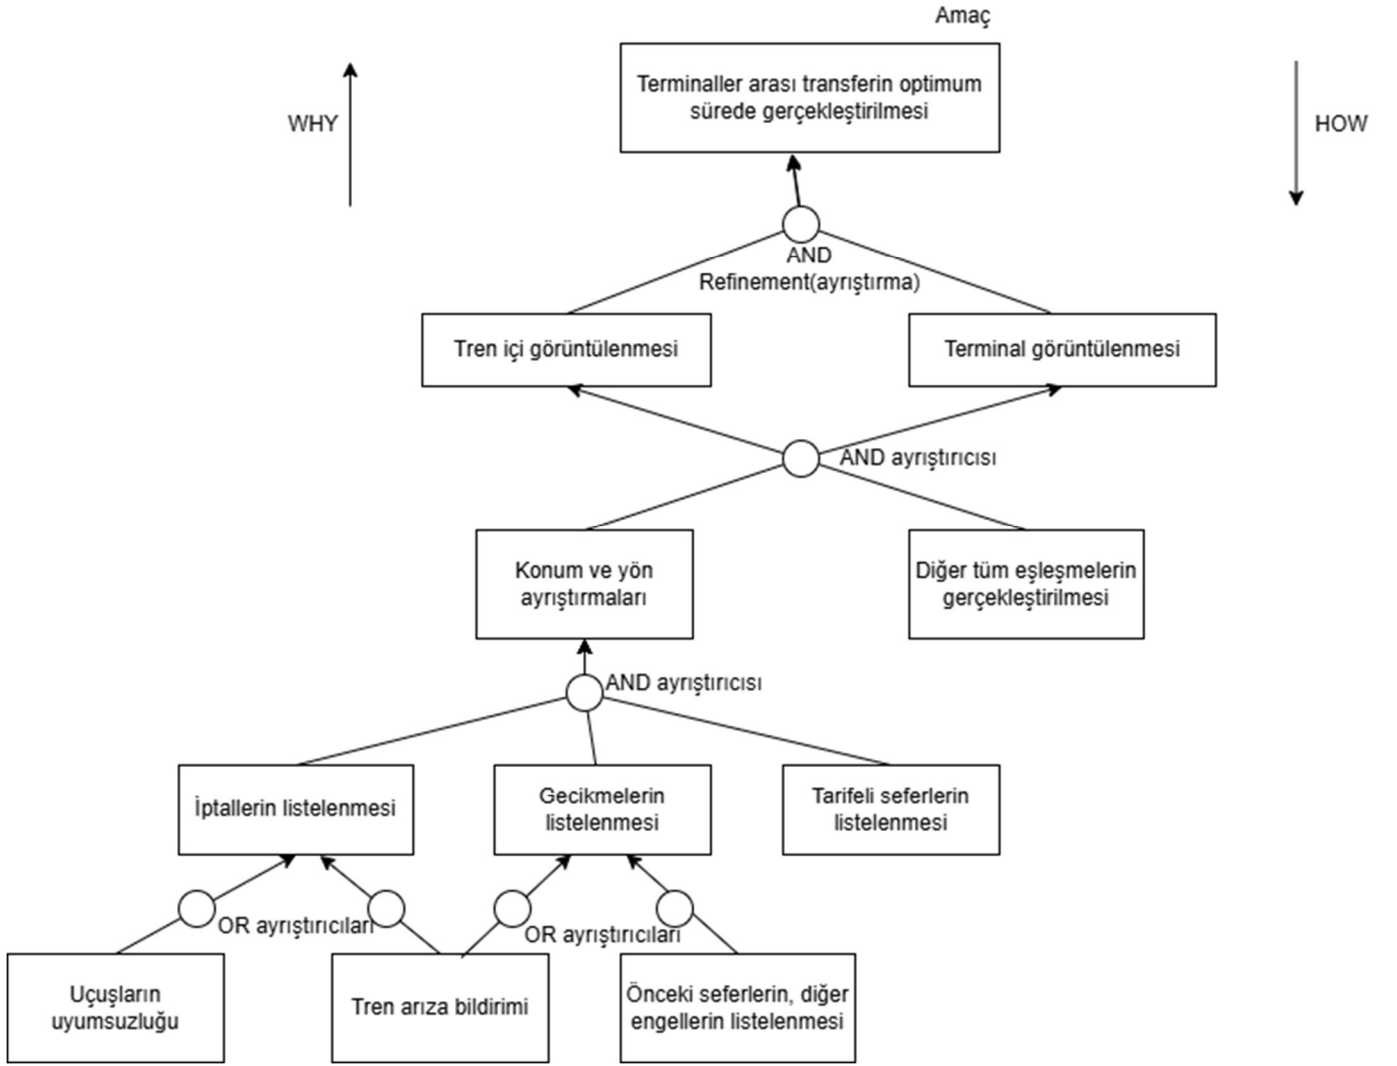 Amaç
Terminaller arası transferin optimum
sürede gerçekleştirilmesi
WHY
HOW
AND
Refinement(ayrıştırma)
Tren içi görüntülenmesi
Terminal görüntülenmesi
AND ayrıştırıcısı
Konum ve yön
ayrıştırmaları
Diğer tüm eşleşmelerin
gerçekleştirilmesi
AND ayrıştırıcısı
İptallerin listelenmesi
Gecikmelerin
listelenmesi
Tarifeli seferlerin
listelenmesi
OR ayrıştırıcıları
OR ayrıştırıcıları
Uçuşların
uyumsuzluğu
Tren arıza bildirimi
Önceki seferlerin, diğer
engellerin listelenmesi